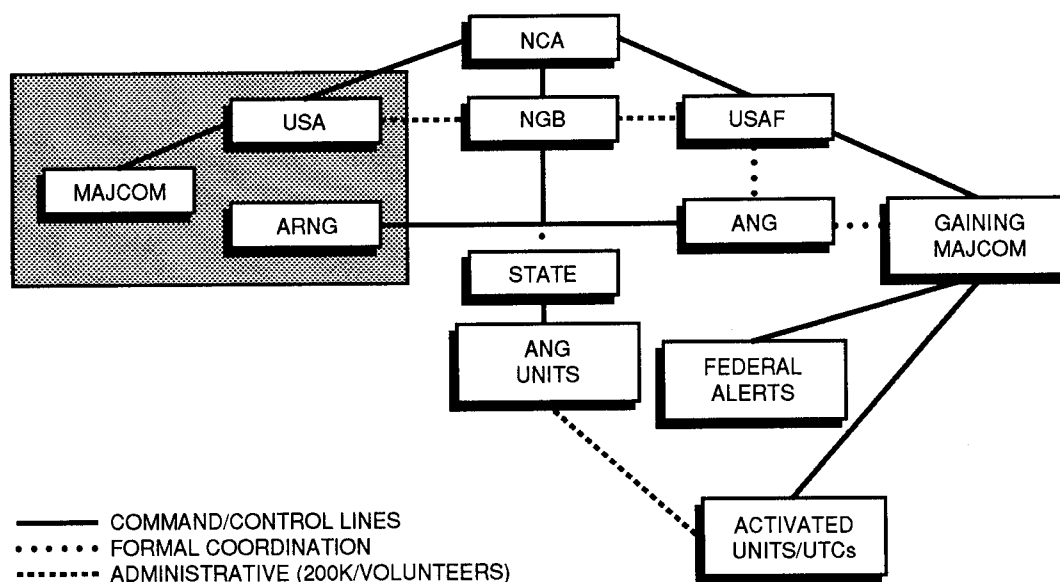 NCA
USA
NGB
USAF
MAJCOM
ARNG
ANG
GAINING
MAJCOM
STATE
ANG
UNITS
FEDERAL
ALERTS
ACTIVATED
UNITS/UTCs
COMMAND/CONTROL LINES
FORMAL COORDINATION
ADMINISTRATIVE (200K/VOLUNTEERS)